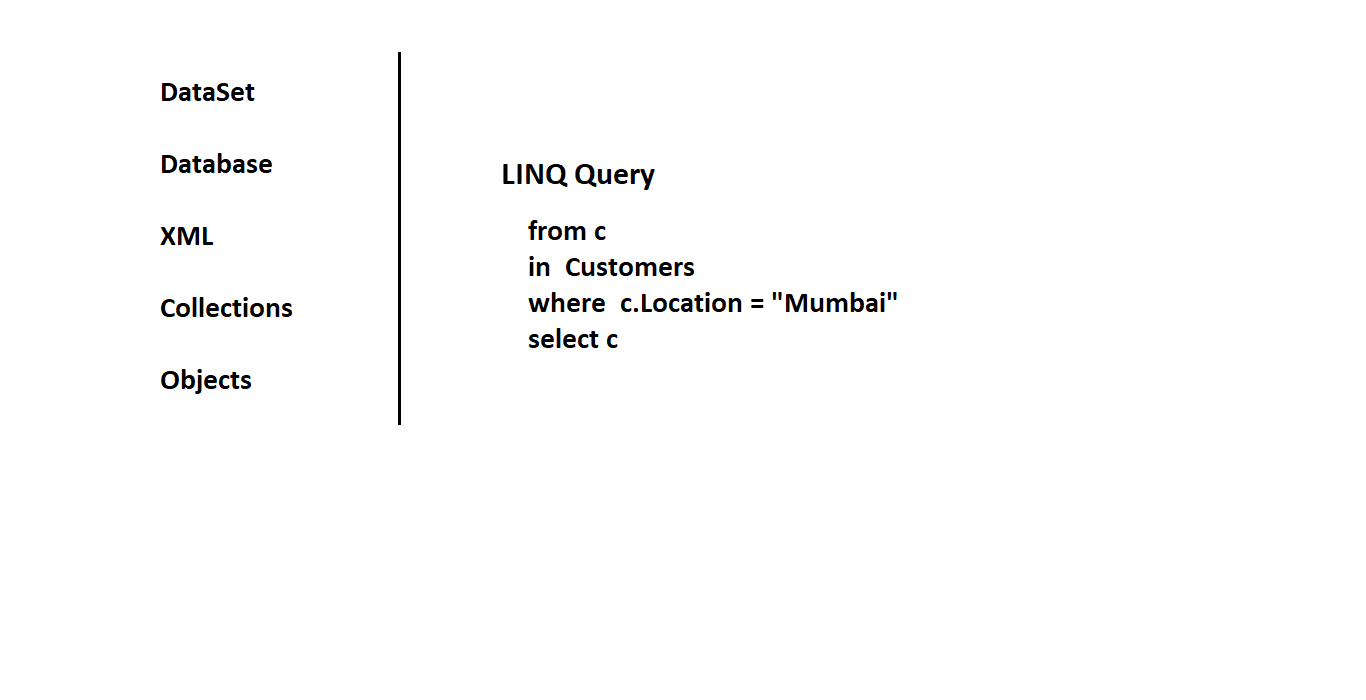 DataSet
Database
XML
Collections
Objects
LINQ Query
from c
in  Customers
where  c.Location = "Mumbai"
select c